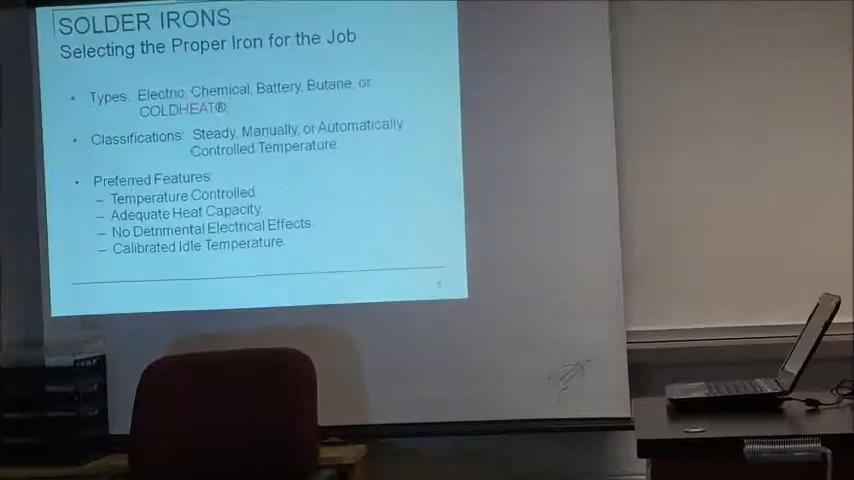 SOLDER IRONS
Selecting the Proper Iron for the Job
• Types: Electric, Chemical, Battery, Butane, or
COLDHEAT®.
• Classifications: Steady, Manually, or Automatically
Controlled Temperature.
• Preferred Features:
– Temperature Controlled.
– Adequate Heat Capacity.
– No Detrimental Electrical Effects.
– Calibrated Idle Temperature.